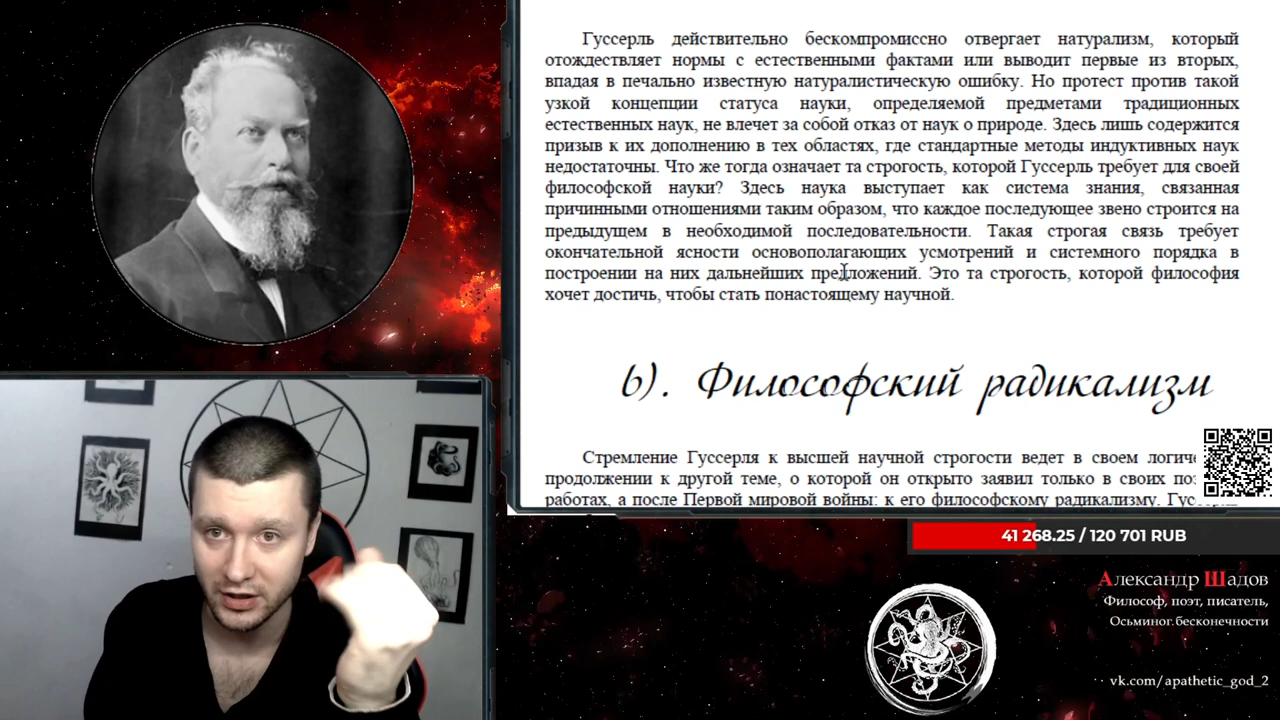 Гуссерль действительно бескомпромиссно отвергает натурализм, который
отождествляет нормы с естественными фактами или выводит первые из вторых,
впадая в печально известную натуралистическую ошибку. Но протест против такой
узкой концепции статуса науки, определяемой предметами традиционных
естественных наук, не влечет за собой отказ от наук о природе. Здесь лишь содержится
призыв к их дополнению в тех областях, где стандартные методы индуктивных наук
недостаточны. Что же тогда означает та строгость, которой Гуссерль требует для своей
философской науки? Здесь наука выступает как система знания, связанная
причинными отношениями таким образом, что каждое последующее звено строится на
предыдущем в необходимой последовательности. Такая строгая связь требует
окончательной ясности основополагающих усмотрений и системного порядка в
построении на них дальнейших предложений. Это та строгость, которой философия
хочет достичь, чтобы стать понастоящему научной.
b). Философский радикализм
Стремление Гуссерля к высшей научной строгости ведет в своем
продолжении к другой теме, о которой он открыто заявил только в своих
работах, а после Первой мировой войны: к его философскому радикализму.
41 268.25 / 120 701 RUB
Александр Шадов
Философ, поэт, писатель,
Осьминог бесконечности
vk.com/apathetic_god_2